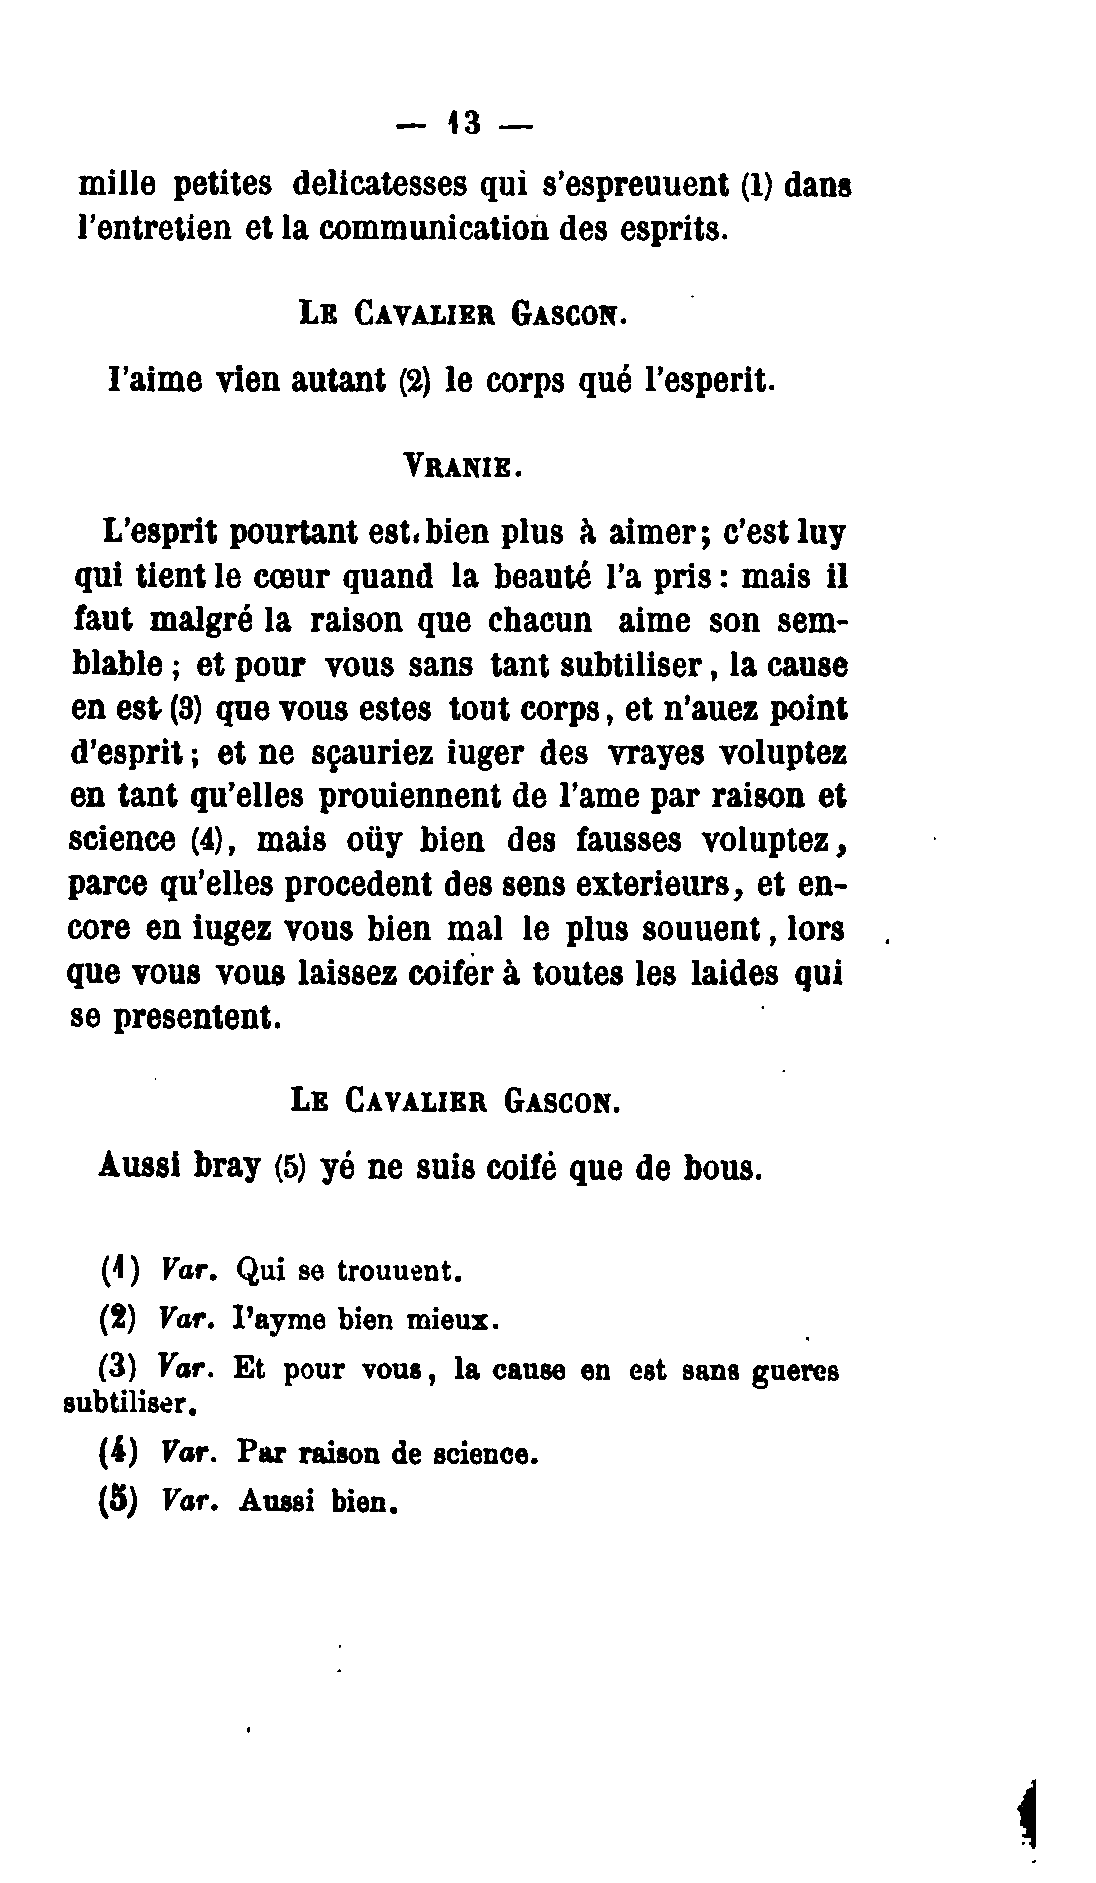 — 13 —
mille petites delicatesses qui s'espreuuent (1) dans
l'entretien et la communication des esprits.
LE CAVALIER GASCON.
I'aime vien autant (2) le corps qué l'esperit.
VRANIE.
L'esprit pourtant est bien plus à aimer; c'est luy
qui tient le cœur quand la beauté l'a pris : mais il
faut malgré la raison que chacun aime son sem-
blable ; et pour vous sans tant subtiliser, la cause
en est (3) que vous estes tout corps, et n'auez point
d'esprit ; et ne sçauriez iuger des vrayes voluptez
en tant qu'elles prouiennent de l'ame par raison et
science (4), mais oüy bien des fausses voluptez,
parce qu'elles procedent des sens exterieurs, et en-
core en iugez vous bien mal le plus souuent, lors
que vous vous laissez coifer à toutes les laides qui
se presentent.
LE CAVALIER GASCON.
Aussi bray (5) yé ne suis coifé que de bous.
(1) Var. Qui se trouuent.
(2) Var. I'ayme bien mieux.
(3) Var. Et pour vous, la cause en est sans gueres
subtiliser.
(4) Var. Par raison de science.
(5) Var. Aussi bien.